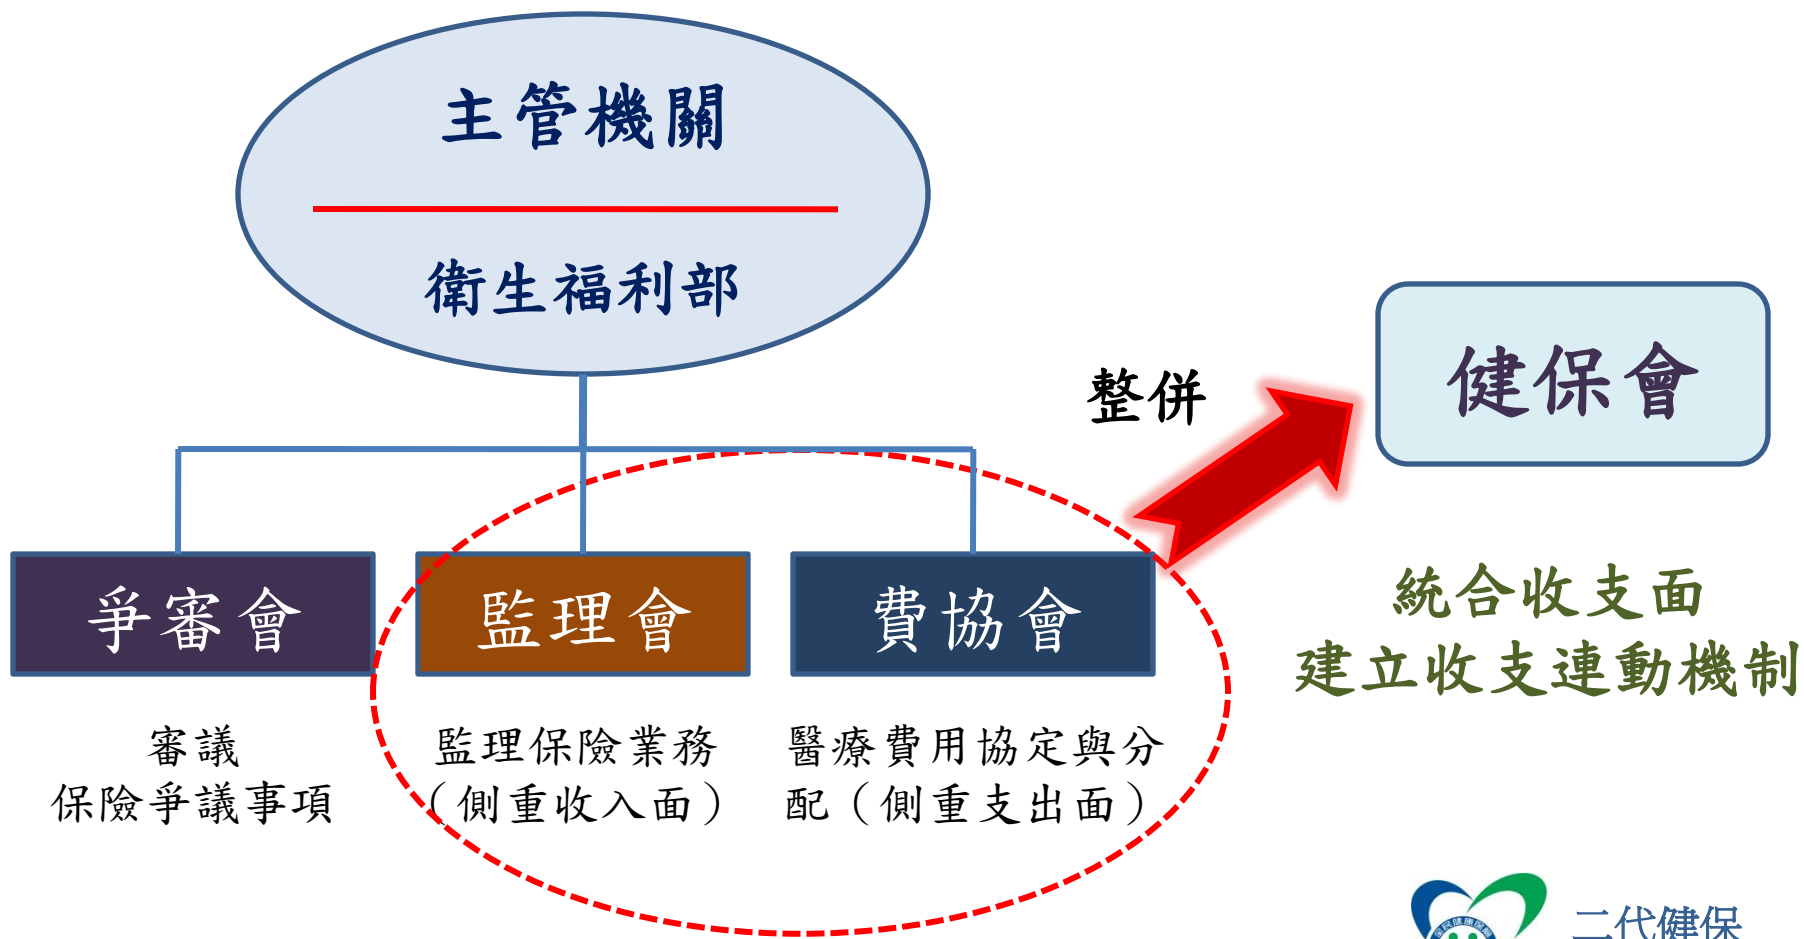 主管機關
衛生福利部
整併
健保會
爭審會
監理會
費協會
統合收支面
建立收支連動機制
審議
保險爭議事項
監理保險業務
（側重收入面）
醫療費用協定與分
配（側重支出面）
二代健保